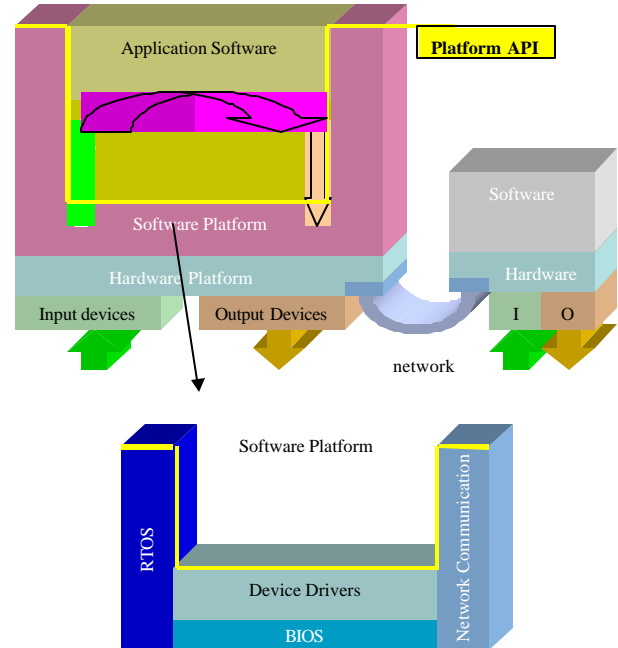 Application Software
Platform API
Software
Software Platform
Hardware Platform
Hardware
Input devices
Output Devices
I
O
network
Software Platform
RTOS
Network Communication
Device Drivers
BIOS